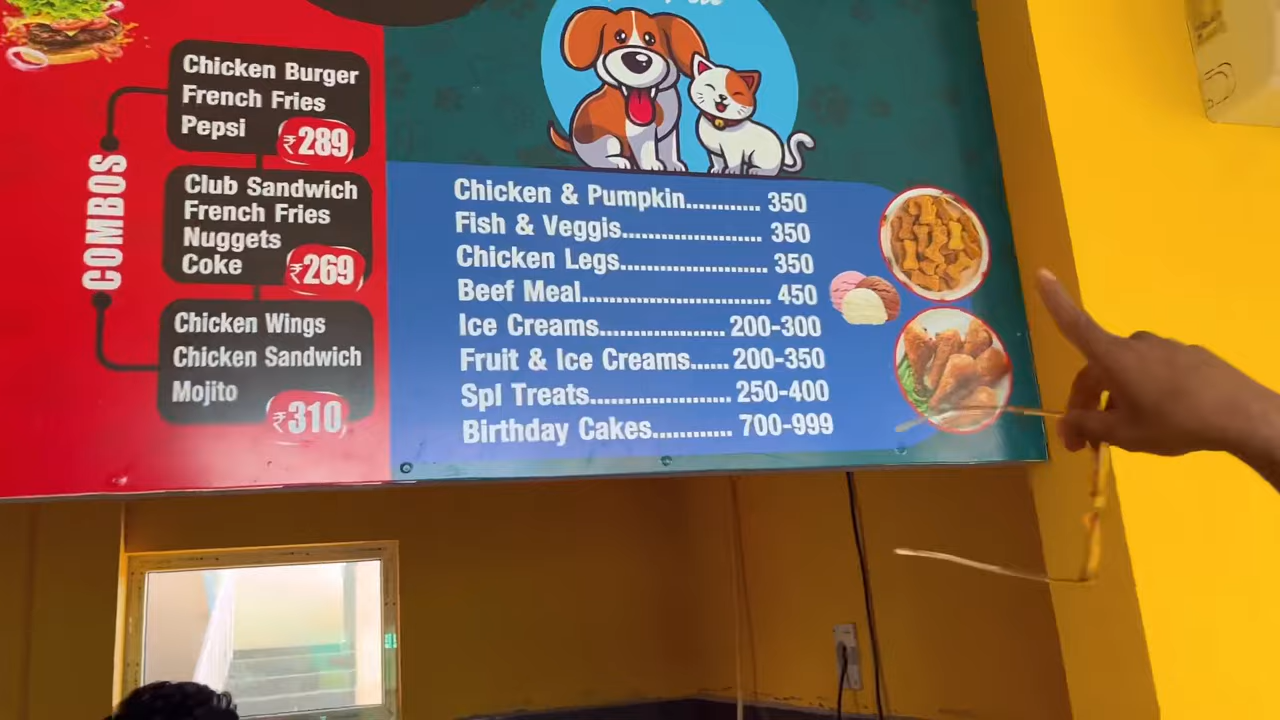 COMBOS
Chicken Burger
French Fries
Pepsi
₹289
Club Sandwich
French Fries
Nuggets
Coke
₹269
Chicken Wings
Chicken Sandwich
Mojito
₹310
Chicken & Pumpkin............ 350
Fish & Veggis...................... 350
Chicken Legs....................... 350
Beef Meal............................. 450
Ice Creams................... 200-300
Fruit & Ice Creams...... 200-350
Spl Treats..................... 250-400
Birthday Cakes............ 700-999